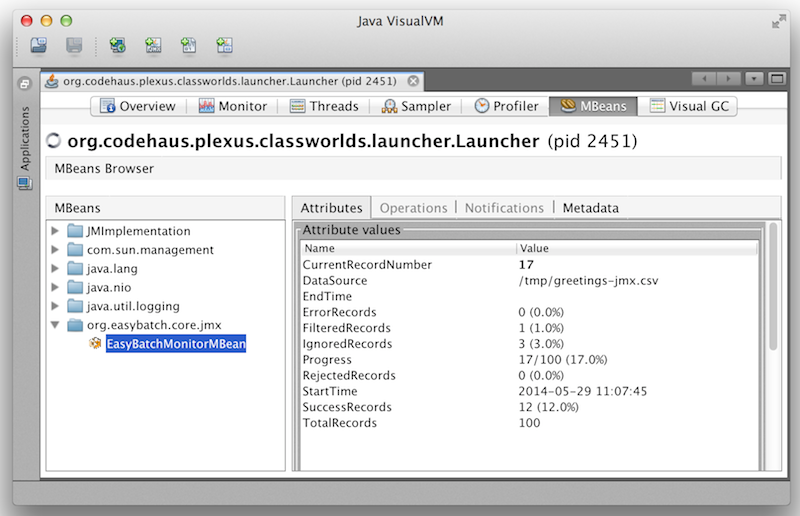 Java VisualVM
org.codehaus.plexus.classworlds.launcher.Launcher (pid 2451)
Applications
Overview Monitor Threads Sampler Profiler MBeans Visual GC
org.codehaus.plexus.classworlds.launcher.Launcher (pid 2451)
MBeans Browser
MBeans
JMImplementation
com.sun.management
java.lang
java.nio
java.util.logging
org.easybatch.core.jmx
EasyBatchMonitorMBean
Attributes Operations Notifications Metadata
Attribute values
Name Value
CurrentRecordNumber 17
DataSource /tmp/greetings-jmx.csv
EndTime
ErrorRecords 0 (0.0%)
FilteredRecords 1 (1.0%)
IgnoredRecords 3 (3.0%)
Progress 17/100 (17.0%)
RejectedRecords 0 (0.0%)
StartTime 2014-05-29 11:07:45
SuccessRecords 12 (12.0%)
TotalRecords 100